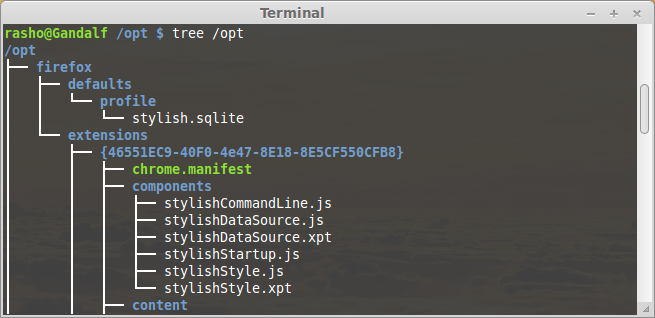 Terminal
rasho@Gandalf /opt $ tree /opt
/opt
├── firefox
│   ├── defaults
│   │   └── profile
│   │       └── stylish.sqlite
│   └── extensions
│       ├── {46551EC9-40F0-4e47-8E18-8E5CF550CFB8}
│       │   ├── chrome.manifest
│       │   ├── components
│       │   │   ├── stylishCommandLine.js
│       │   │   ├── stylishDataSource.js
│       │   │   ├── stylishDataSource.xpt
│       │   │   ├── stylishStartup.js
│       │   │   ├── stylishStyle.js
│       │   │   └── stylishStyle.xpt
│       │   ├── content